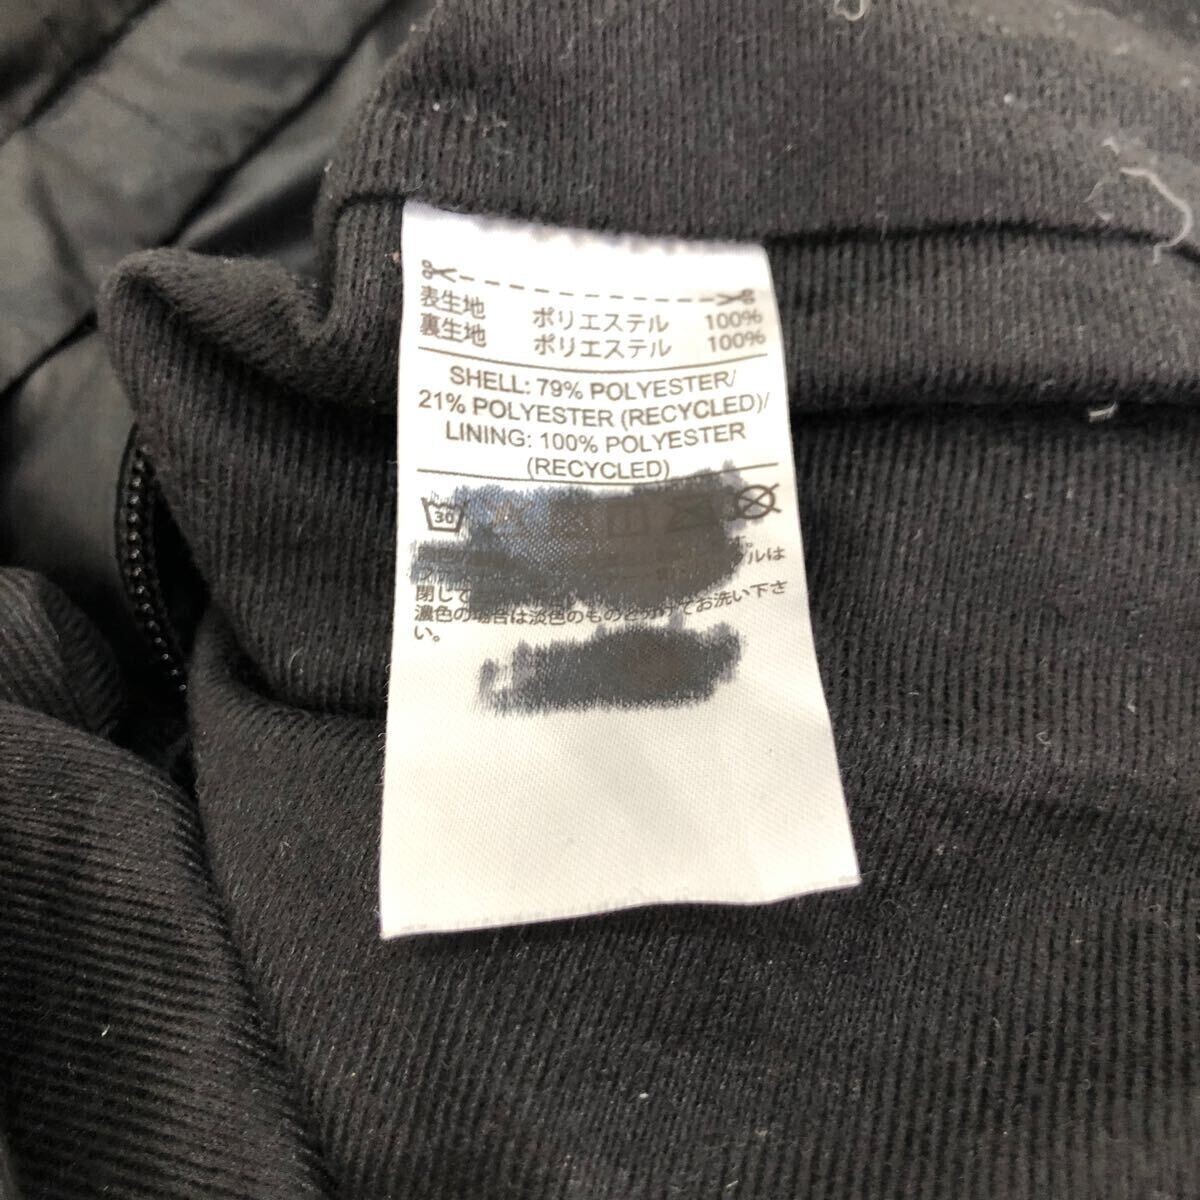 表生地 ポリエステル 100%
裏生地 ポリエステル 100%
SHELL: 79% POLYESTER/
21% POLYESTER (RECYCLED)/
LINING: 100% POLYESTER
(RECYCLED)
30
す。
ルは
閉じて
濃色の場合は淡色のものと分けてお洗い下さ
い。